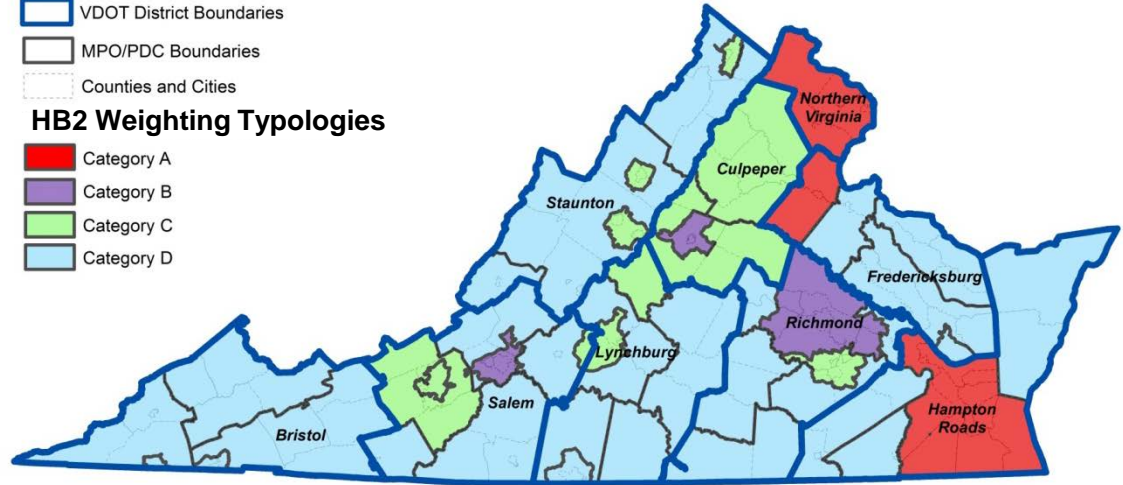 VDOT District Boundaries
MPO/PDC Boundaries
Counties and Cities
HB2 Weighting Typologies
Category A
Category B
Category C
Category D
Northern
Virginia
Culpeper
Staunton
Fredericksburg
Richmond
Lynchburg
Salem
Hampton
Roads
Bristol